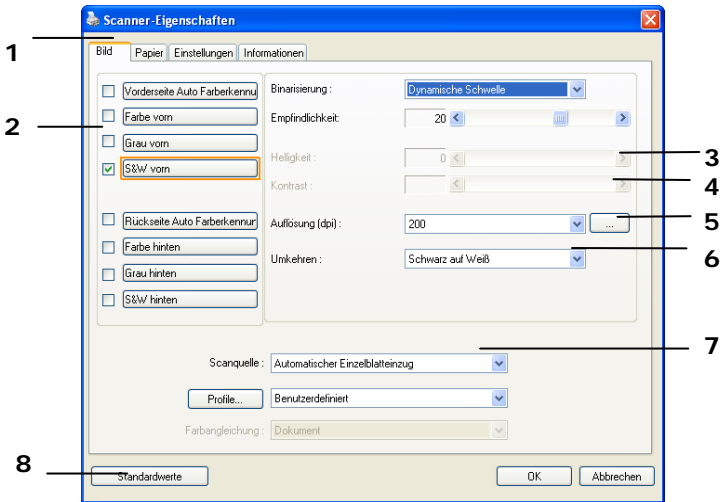 Scanner-Eigenschaften
1
Bild Papier Einstellungen Informationen
2
Vorderseite Auto Farberkennu
Farbe vorn
Grau vorn
S&W vorn
Rückseite Auto Farberkennur
Farbe hinten
Grau hinten
S&W hinten
Binarisierung : Dynamische Schwelle
Empfindlichkeit: 20
Helligkeit : 0
3
Kontrast :
4
Auflösung (dpi) : 200 ...
5
Umkehren : Schwarz auf Weiß
6
7
Scanquelle : Automatischer Einzelblatteinzug
Profile... Benutzerdefiniert
Farbangleichung : Dokument
8
Standardwerte OK Abbrechen